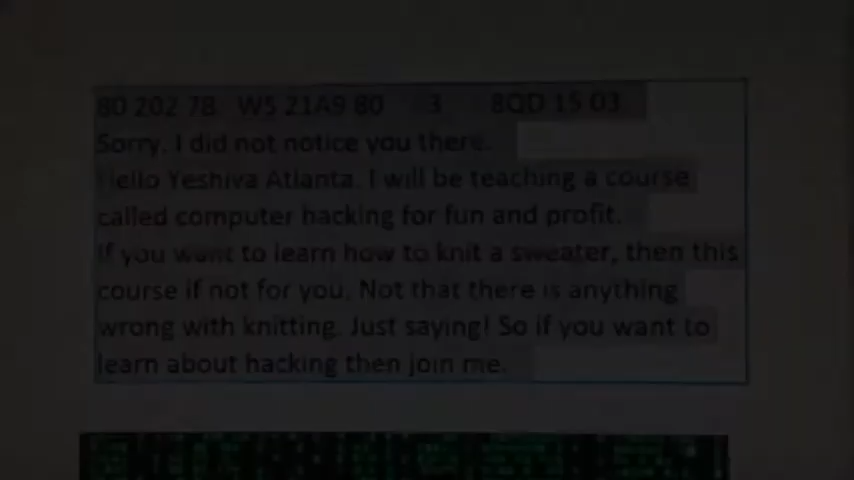 80 202 78 W5 21A9 80 3 8QD 15 03
Sorry. I did not notice you there.
Hello Yeshiva Atlanta. I will be teaching a course
called computer hacking for fun and profit.
If you want to learn how to knit a sweater, then this
course if not for you. Not that there is anything
wrong with knitting. Just saying! So if you want to
learn about hacking then join me.